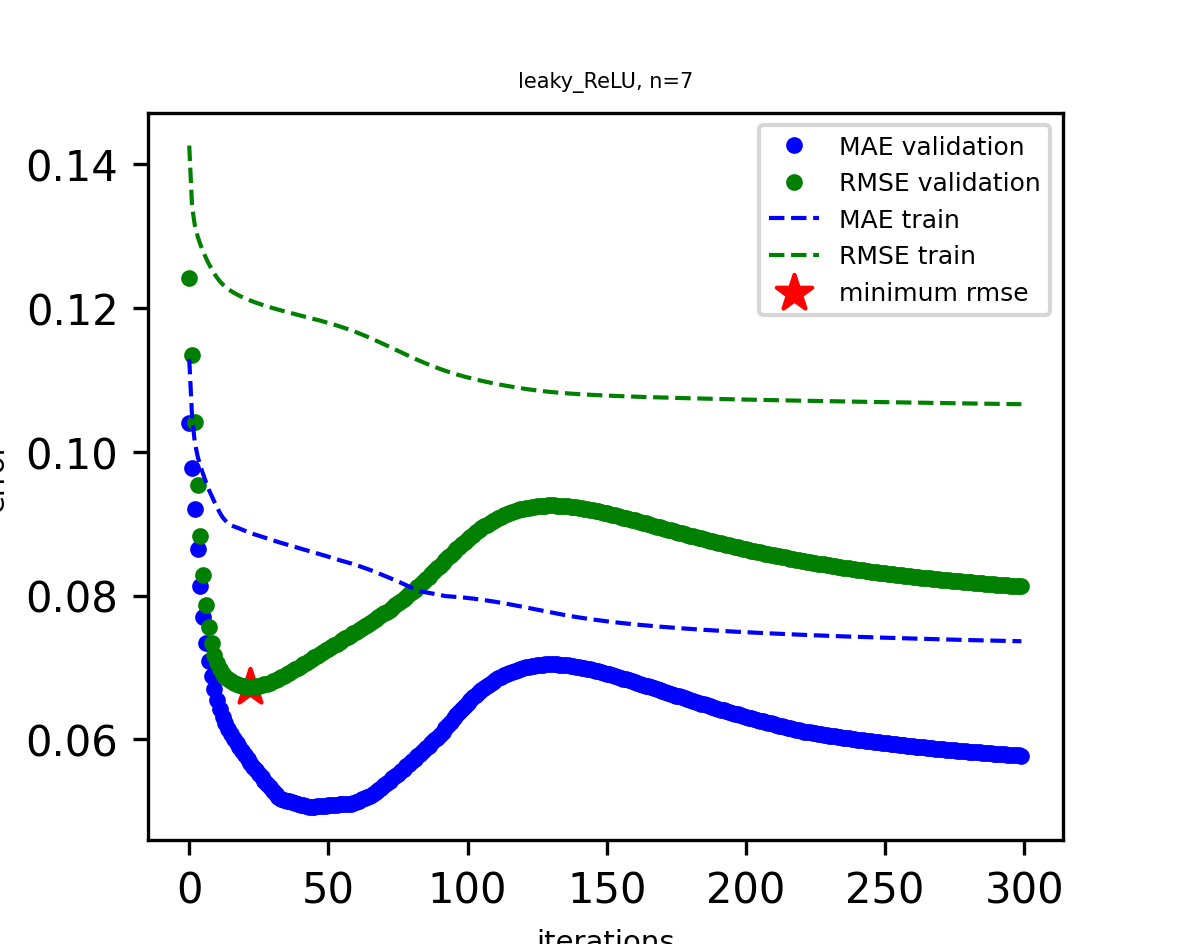 leaky_ReLU, n=7
0.14
0.12
0.10
0.08
0.06
MAE validation
RMSE validation
MAE train
RMSE train
minimum rmse
0 50 100 150 200 250 300
iterations